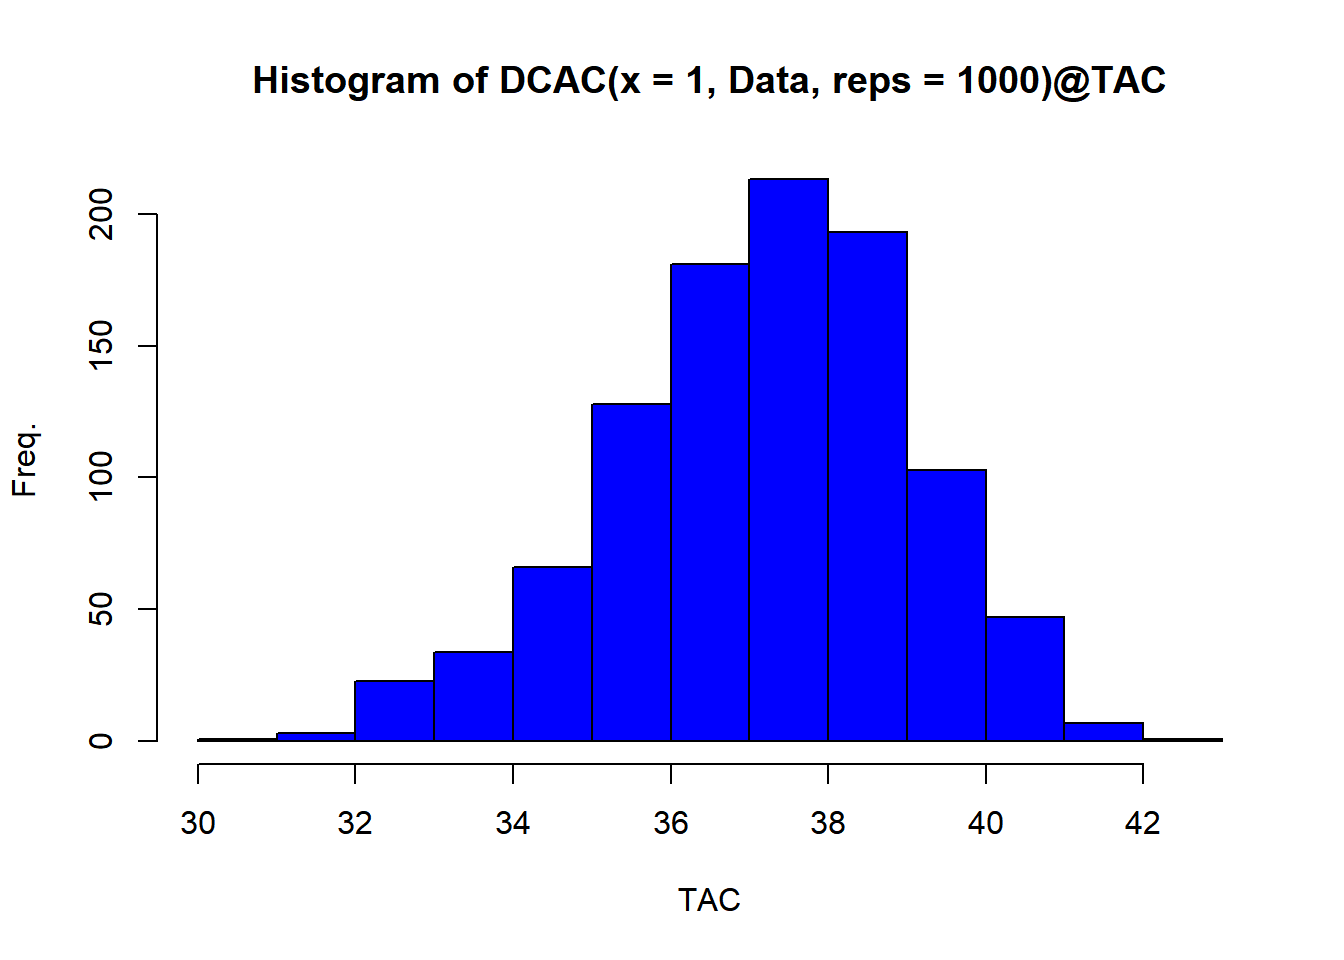 Histogram of DCAC(x = 1, Data, reps = 1000)@TAC
200
150
100
50
0
Freq.
30 32 34 36 38 40 42
TAC